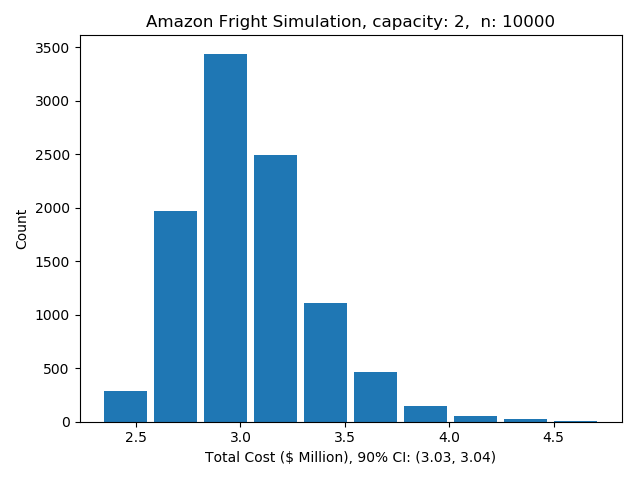 Amazon Fright Simulation, capacity: 2,  n: 10000
3500
3000
2500
2000
1500
1000
500
0
Count
2.5 3.0 3.5 4.0 4.5
Total Cost ($ Million), 90% CI: (3.03, 3.04)